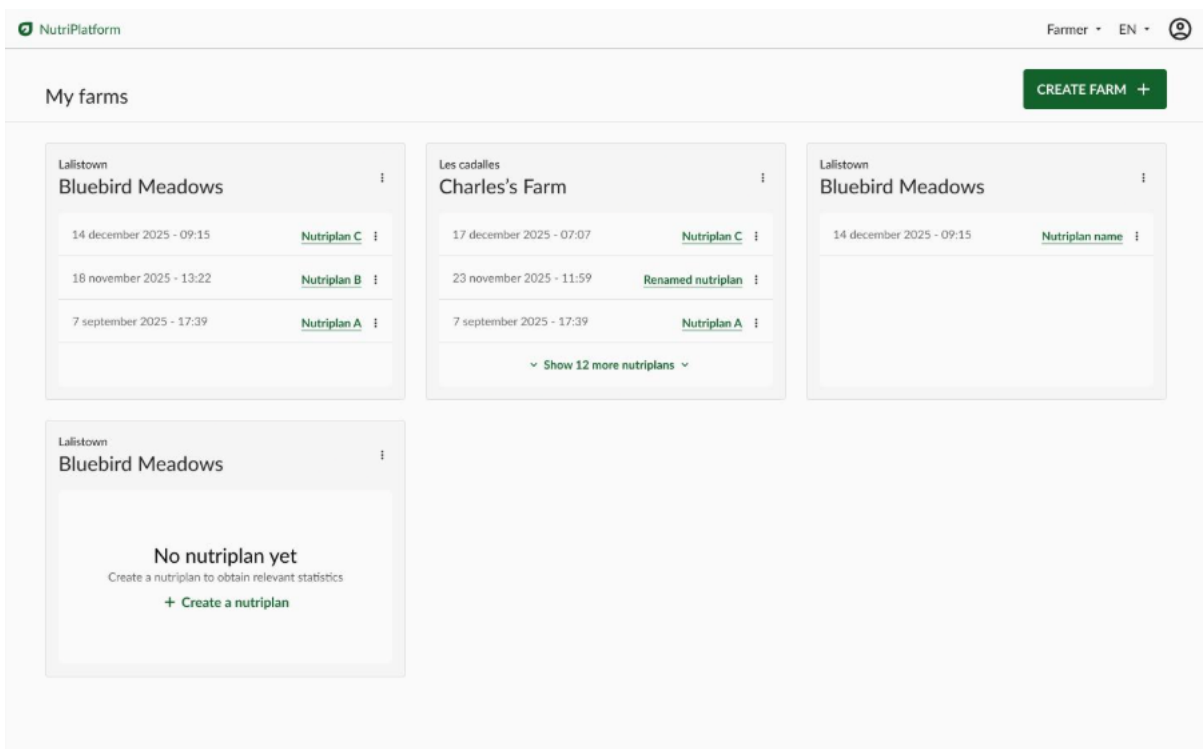 NutriPlatform
Farmer
EN
My farms
CREATE FARM +
Lalistown
Bluebird Meadows
14 december 2025 - 09:15 Nutriplan C
18 november 2025 - 13:22 Nutriplan B
7 september 2025 - 17:39 Nutriplan A
Les cadalles
Charles's Farm
17 december 2025 - 07:07 Nutriplan C
23 november 2025 - 11:59 Renamed nutriplan
7 september 2025 - 17:39 Nutriplan A
Show 12 more nutriplans
Lalistown
Bluebird Meadows
14 december 2025 - 09:15 Nutriplan name
Lalistown
Bluebird Meadows
No nutriplan yet
Create a nutriplan to obtain relevant statistics
+ Create a nutriplan